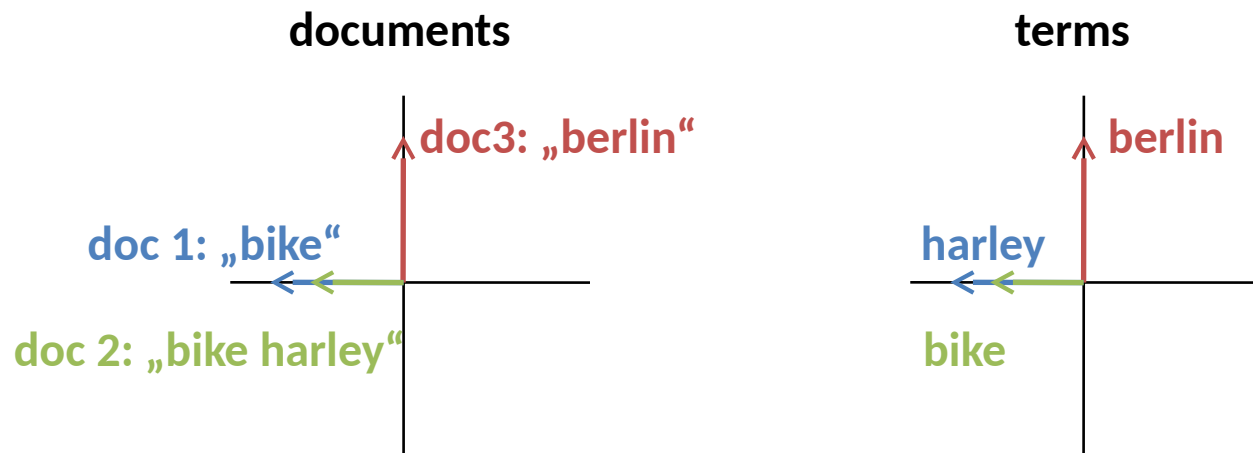 documents
doc3: „berlin“
doc 1: „bike“
doc 2: „bike harley“
terms
berlin
harley
bike